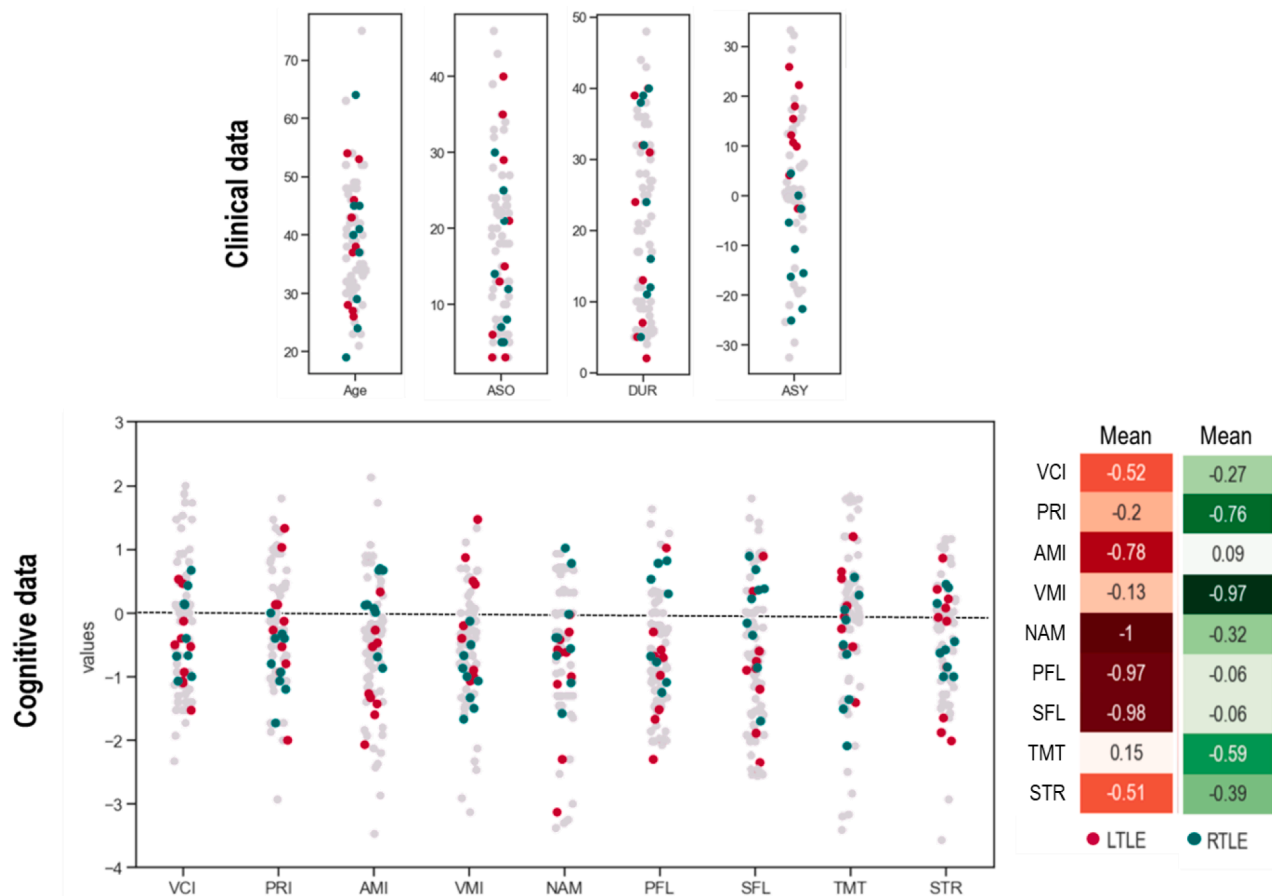 Clinical data
70
60
50
40
30
20
Age
40
30
20
10
ASO
50
40
30
20
10
0
DUR
30
20
10
0
−10
−20
−30
ASY
Cognitive data
values
3
2
1
0
−1
−2
−3
−4
VCI PRI AMI VMI NAM PFL SFL TMT STR
Mean Mean
VCI -0.52 -0.27
PRI -0.2 -0.76
AMI -0.78 0.09
VMI -0.13 -0.97
NAM -1 -0.32
PFL -0.97 -0.06
SFL -0.98 -0.06
TMT 0.15 -0.59
STR -0.51 -0.39
LTLE RTLE